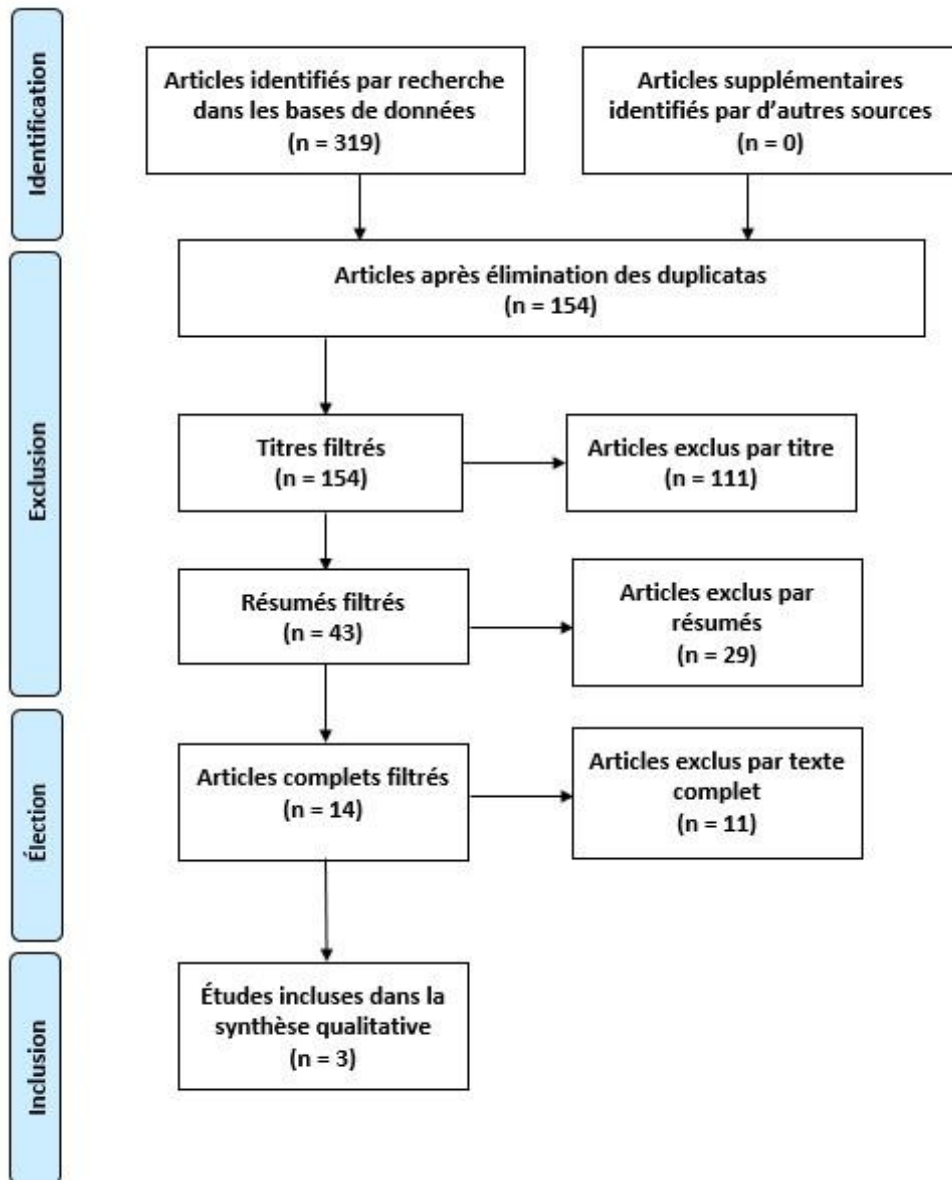 Identification
Articles identifiés par recherche
dans les bases de données
(n = 319)
Articles supplémentaires
identifiés par d'autres sources
(n = 0)
Exclusion
Articles après élimination des duplicatas
(n = 154)
Titres filtrés
(n = 154)
Articles exclus par titre
(n = 111)
Résumés filtrés
(n = 43)
Articles exclus par
résumés
(n = 29)
Élection
Articles complets filtrés
(n = 14)
Articles exclus par texte
complet
(n = 11)
Inclusion
Études incluses dans la
synthèse qualitative
(n = 3)